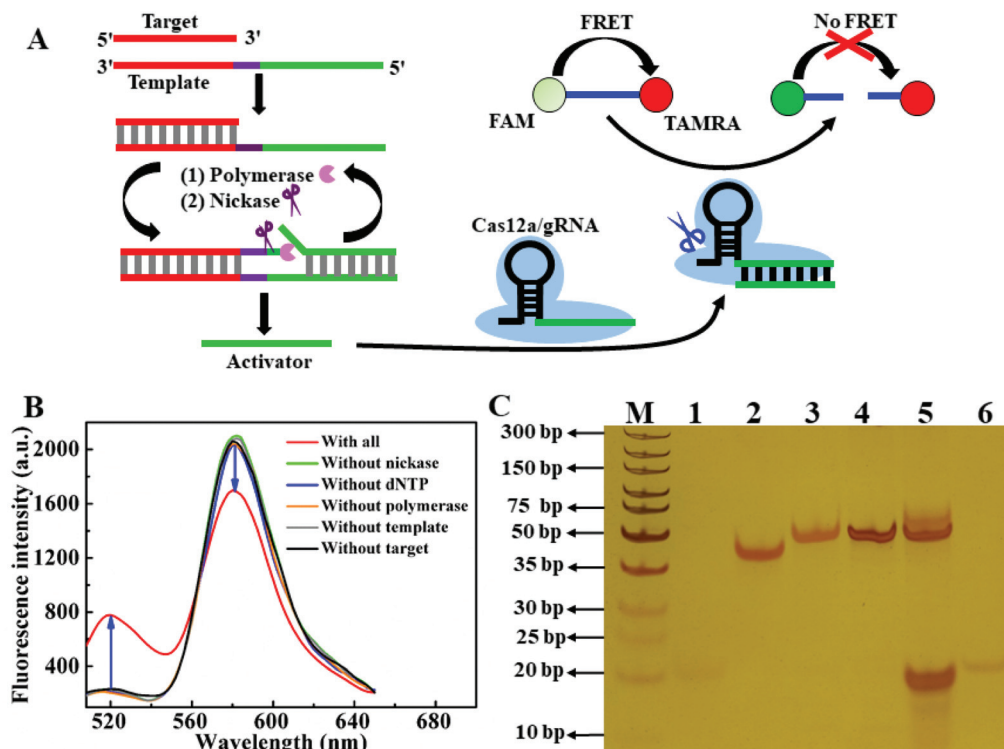 A
Target
5' 3'
3' 5'
Template
(1) Polymerase
(2) Nickase
Activator
FRET
No FRET
FAM
TAMRA
Cas12a/gRNA
B
Fluorescence intensity (a.u.)
2000
1600
1200
800
400
With all
Without nickase
Without dNTP
Without polymerase
Without template
Without target
520 560 600 640 680
Wavelength (nm)
C
M 1 2 3 4 5 6
300 bp
150 bp
75 bp
50 bp
35 bp
30 bp
25 bp
20 bp
10 bp